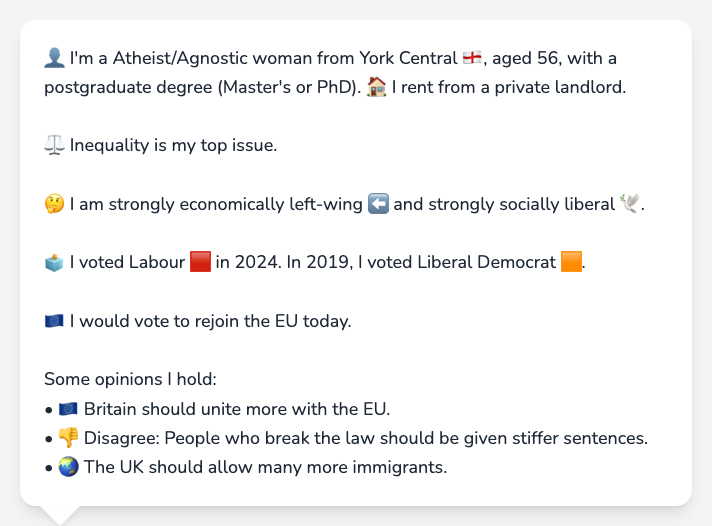 👤 I'm a Atheist/Agnostic woman from York Central 🏴󠁧󠁢󠁥󠁮󠁧󠁿, aged 56, with a
postgraduate degree (Master's or PhD). 🏠 I rent from a private landlord.
⚖️ Inequality is my top issue.
🤔 I am strongly economically left-wing ⬅️ and strongly socially liberal 🕊️.
🗳️ I voted Labour 🟥 in 2024. In 2019, I voted Liberal Democrat 🟧.
🇪🇺 I would vote to rejoin the EU today.
Some opinions I hold:
• 🇪🇺 Britain should unite more with the EU.
• 👎 Disagree: People who break the law should be given stiffer sentences.
• 🌏 The UK should allow many more immigrants.